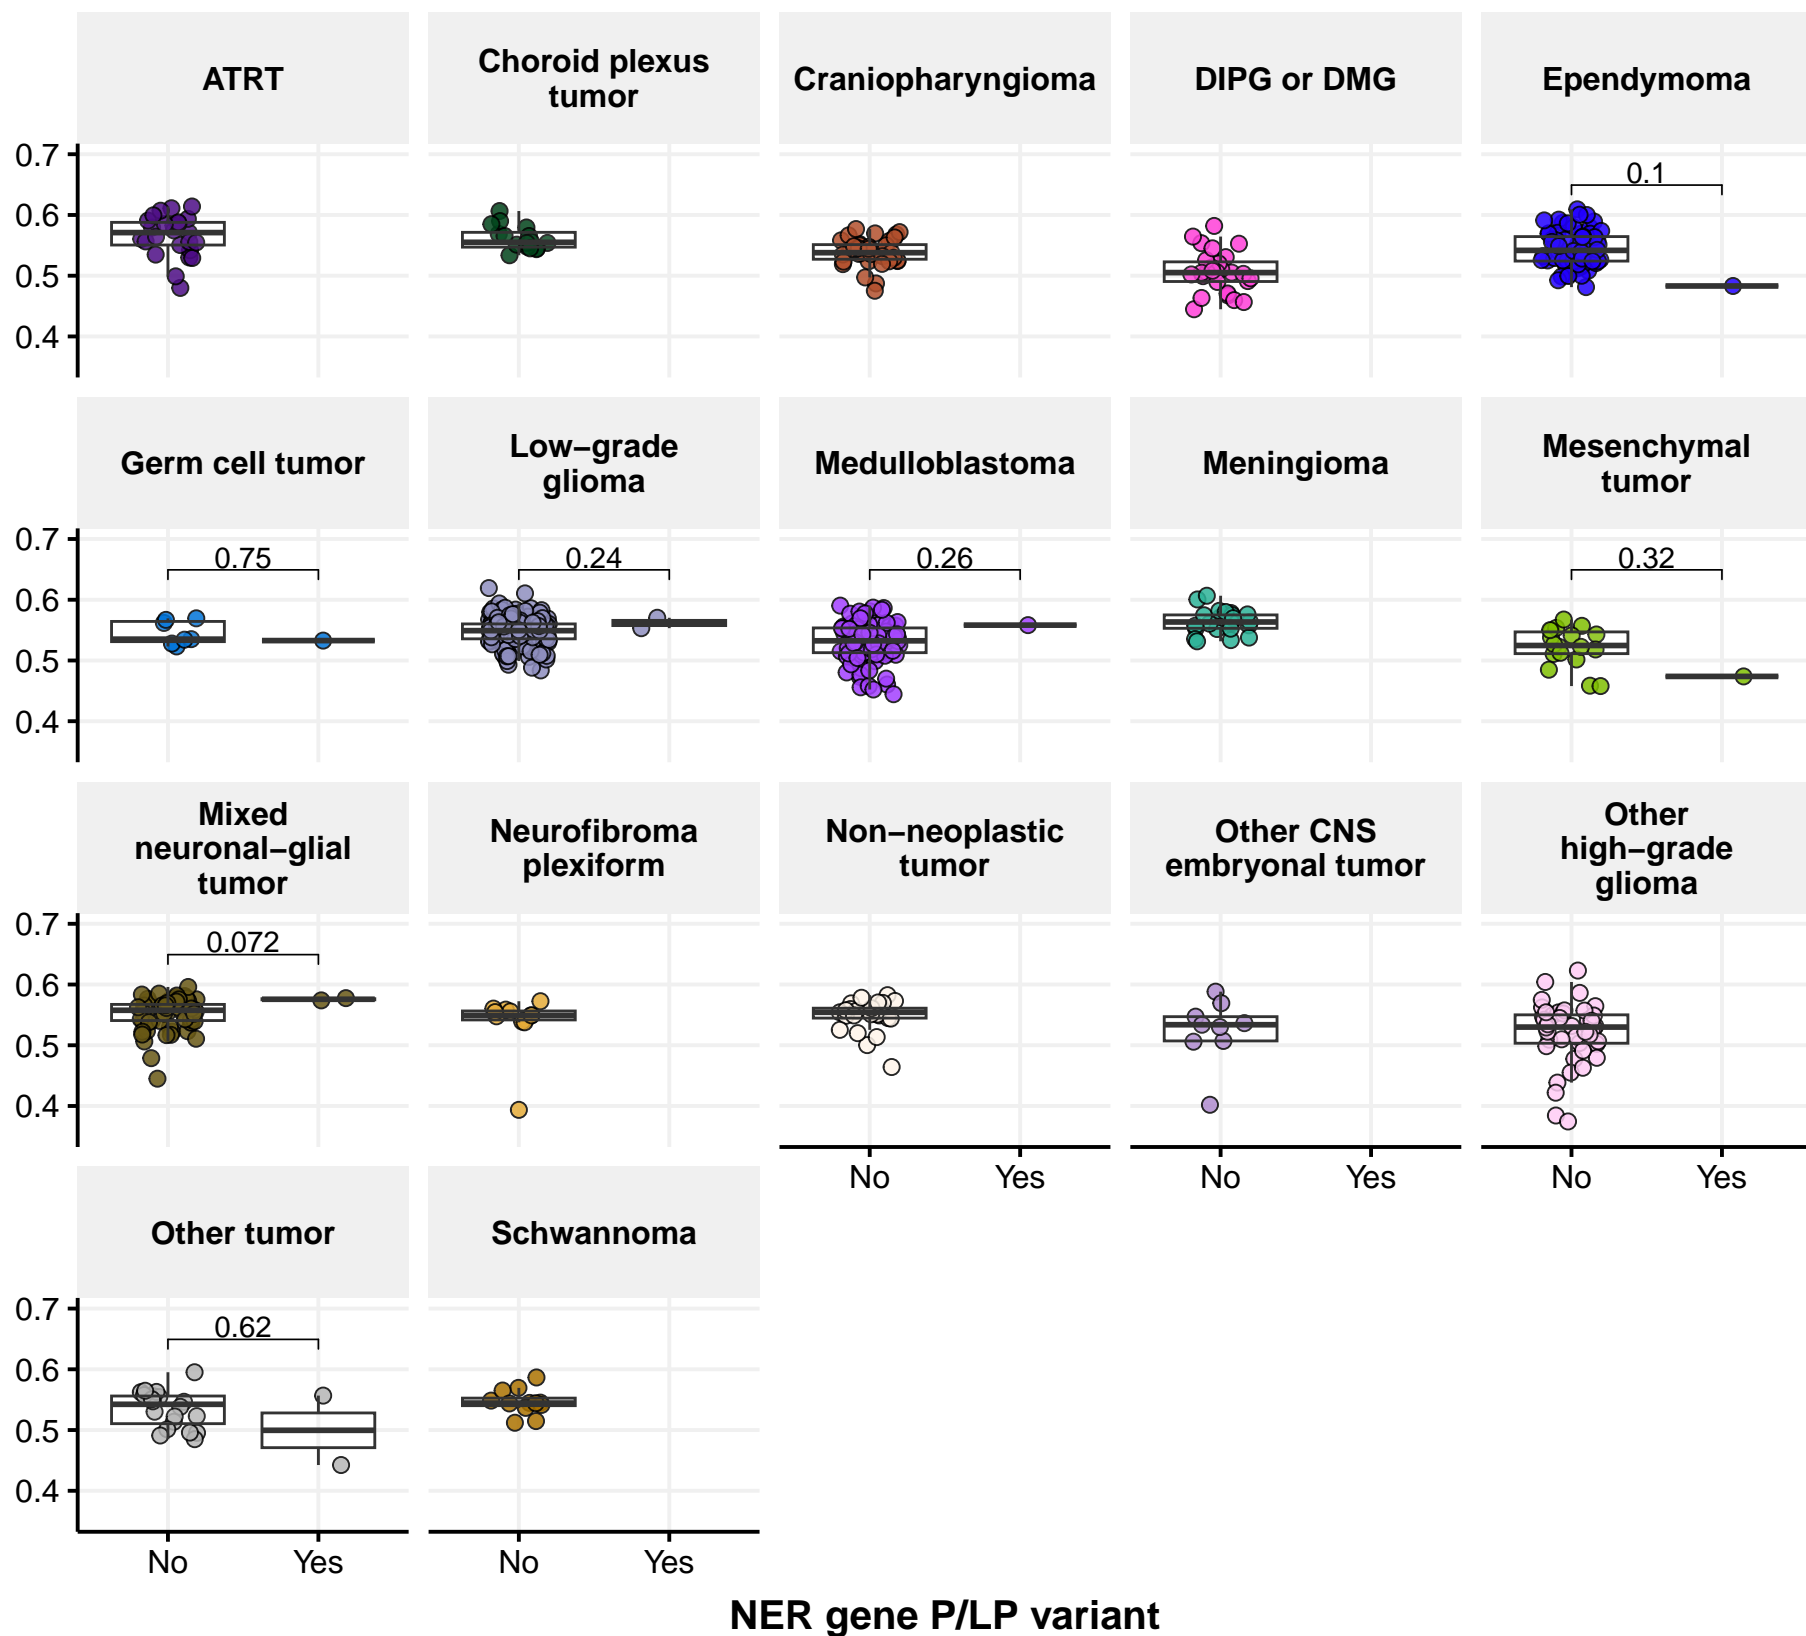 ATRT
Choroid plexus
tumor
Craniopharyngioma
DIPG or DMG
Ependymoma
0.7
0.6
0.5
0.4
0.1
Germ cell tumor
Low−grade
glioma
Medulloblastoma
Meningioma
Mesenchymal
tumor
0.7
0.6
0.5
0.4
0.75
0.24
0.26
0.32
Mixed
neuronal−glial
tumor
Neurofibroma
plexiform
Non−neoplastic
tumor
Other CNS
embryonal tumor
Other
high−grade
glioma
0.7
0.6
0.5
0.4
0.072
No Yes
No Yes
No Yes
Other tumor
Schwannoma
0.7
0.6
0.5
0.4
0.62
No Yes
No Yes
NER gene P/LP variant